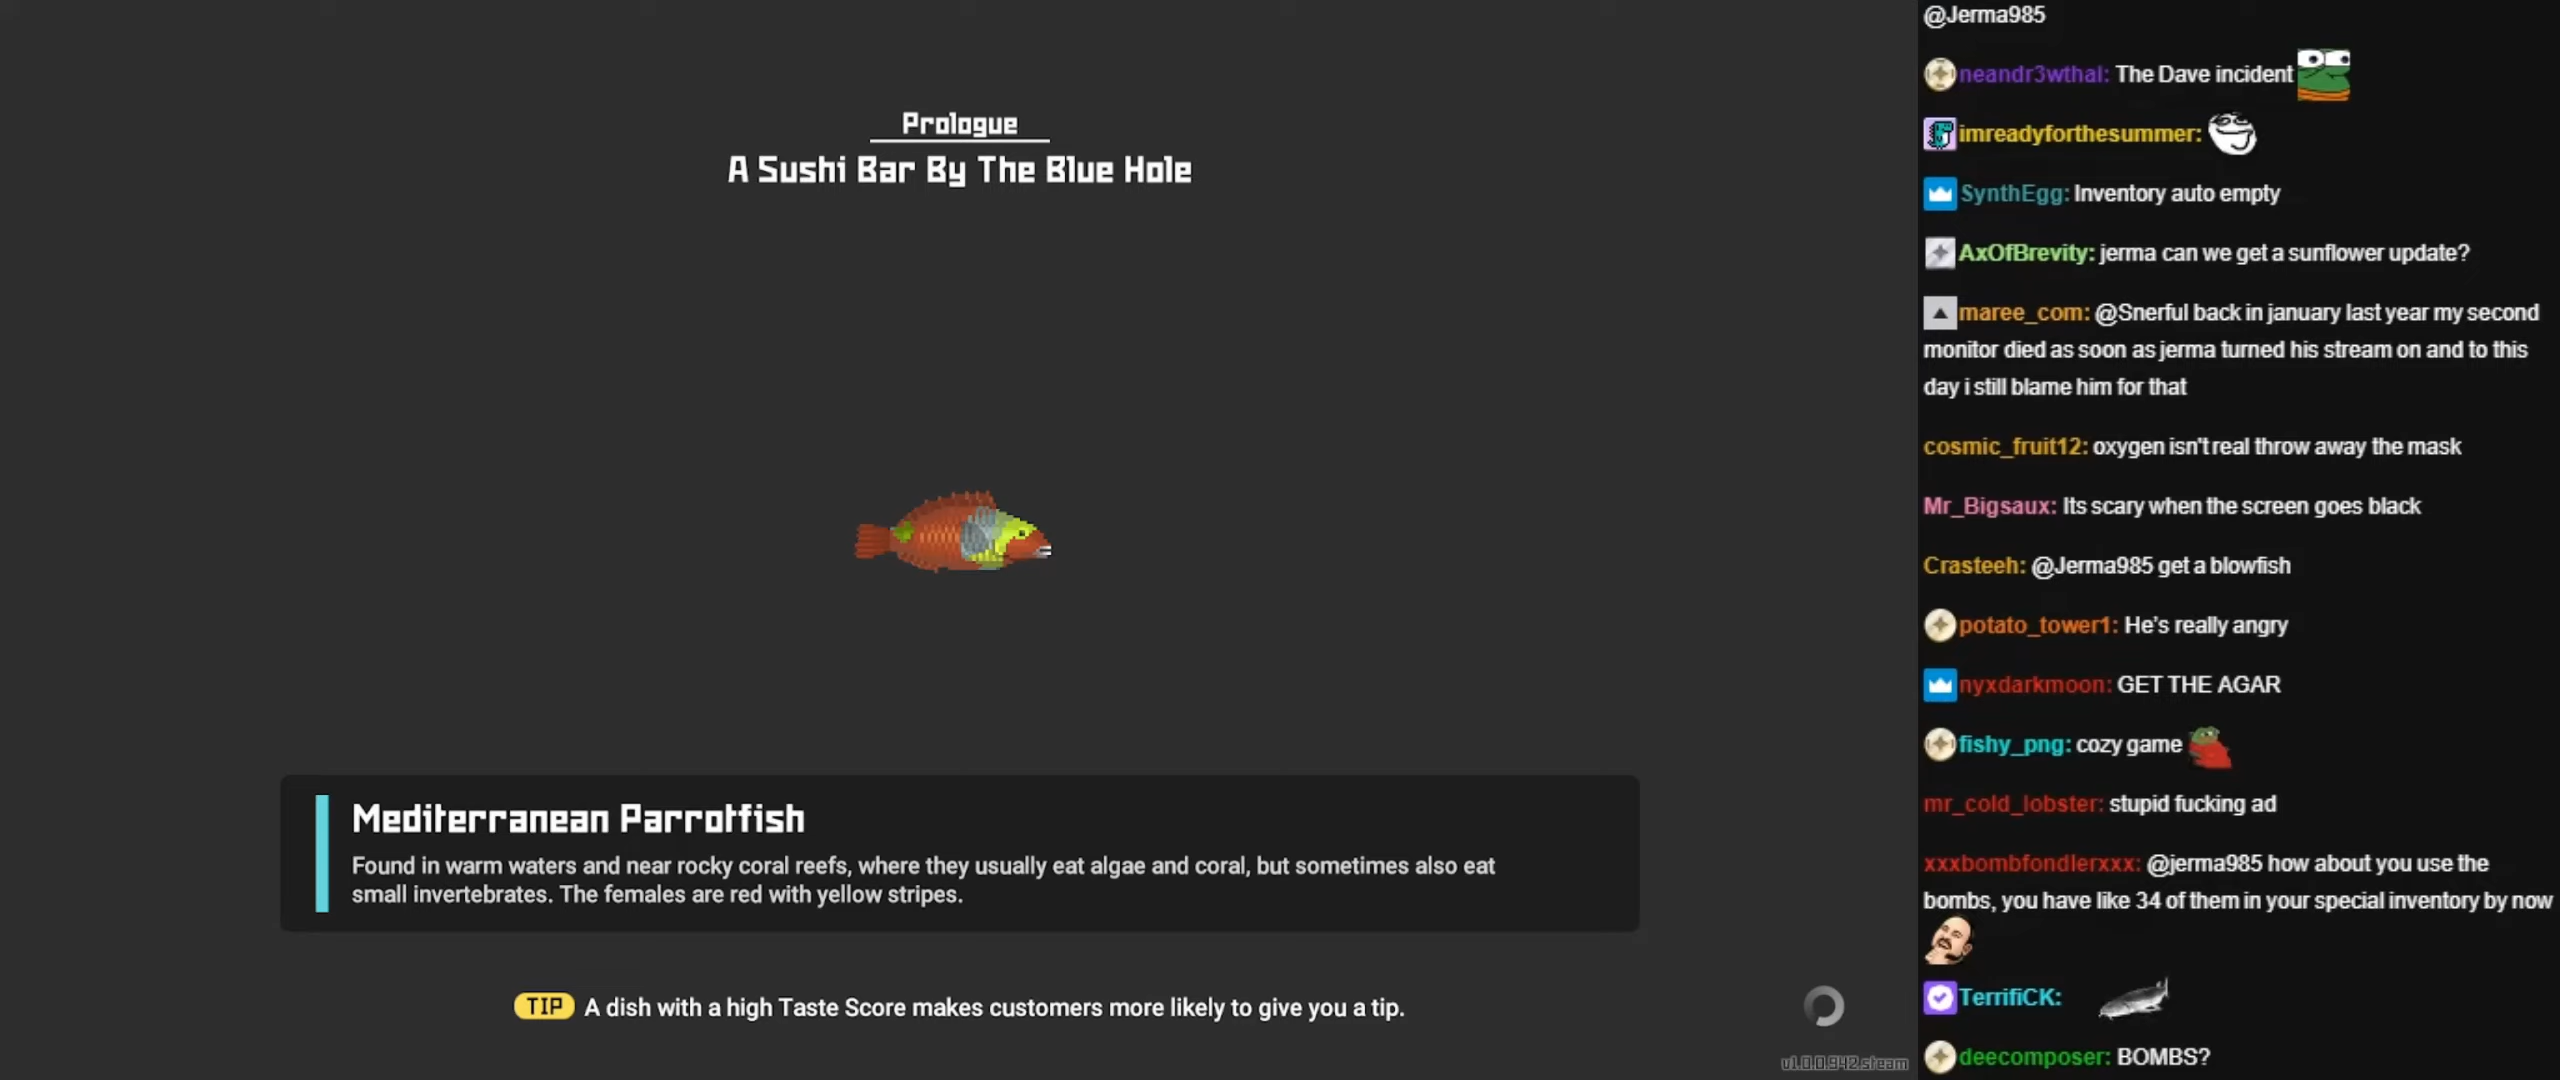 Prologue
A Sushi Bar By The Blue Hole
Mediterranean Parrotfish
Found in warm waters and near rocky coral reefs, where they usually eat algae and coral, but sometimes also eat
small invertebrates. The females are red with yellow stripes.
TIP A dish with a high Taste Score makes customers more likely to give you a tip.
v1.0.0.942.steam
@Jerma985
neandr3wthal: The Dave incident
imreadyforthesummer:
SynthEgg: Inventory auto empty
AxOfBrevity: jerma can we get a sunflower update?
maree_com: @Snerful back in january last year my second
monitor died as soon as jerma turned his stream on and to this
day i still blame him for that
cosmic_fruit12: oxygen isn't real throw away the mask
Mr_Bigsaux: Its scary when the screen goes black
Crasteeh: @Jerma985 get a blowfish
potato_tower1: He's really angry
nyxdarkmoon: GET THE AGAR
fishy_png: cozy game
mr_cold_lobster: stupid fucking ad
xxxbombfondlerxxx: @jerma985 how about you use the
bombs, you have like 34 of them in your special inventory by now
TerrifiCK:
deecomposer: BOMBS?